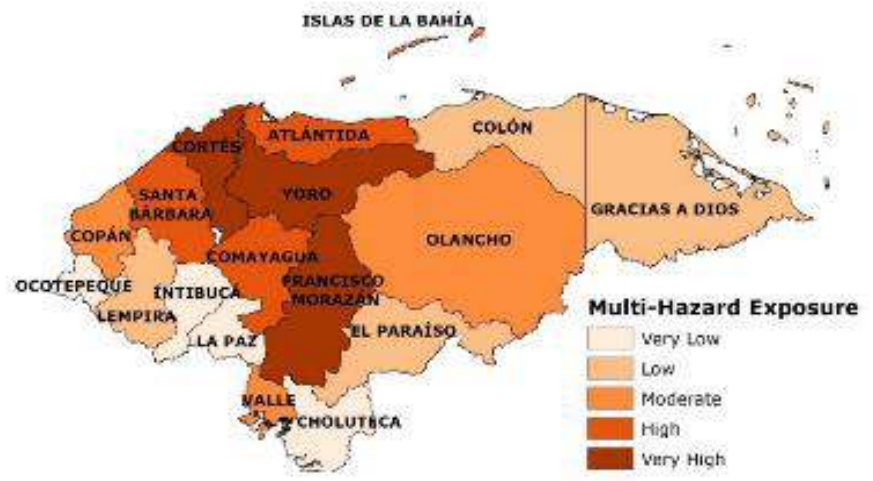 ISLAS DE LA BAHÍA
ATLÁNTIDA
COLÓN
CORTÉS
YORO
SANTA
BÁRBARA
GRACIAS A DIOS
COPÁN
OLANCHO
COMAYAGUA
OCOTEPEQUE
INTIBUCÁ
FRANCISCO
MORAZÁN
LEMPIRA
EL PARAÍSO
LA PAZ
VALLE
CHOLUTECA
Multi-Hazard Exposure
Very Low
Low
Moderate
High
Very High